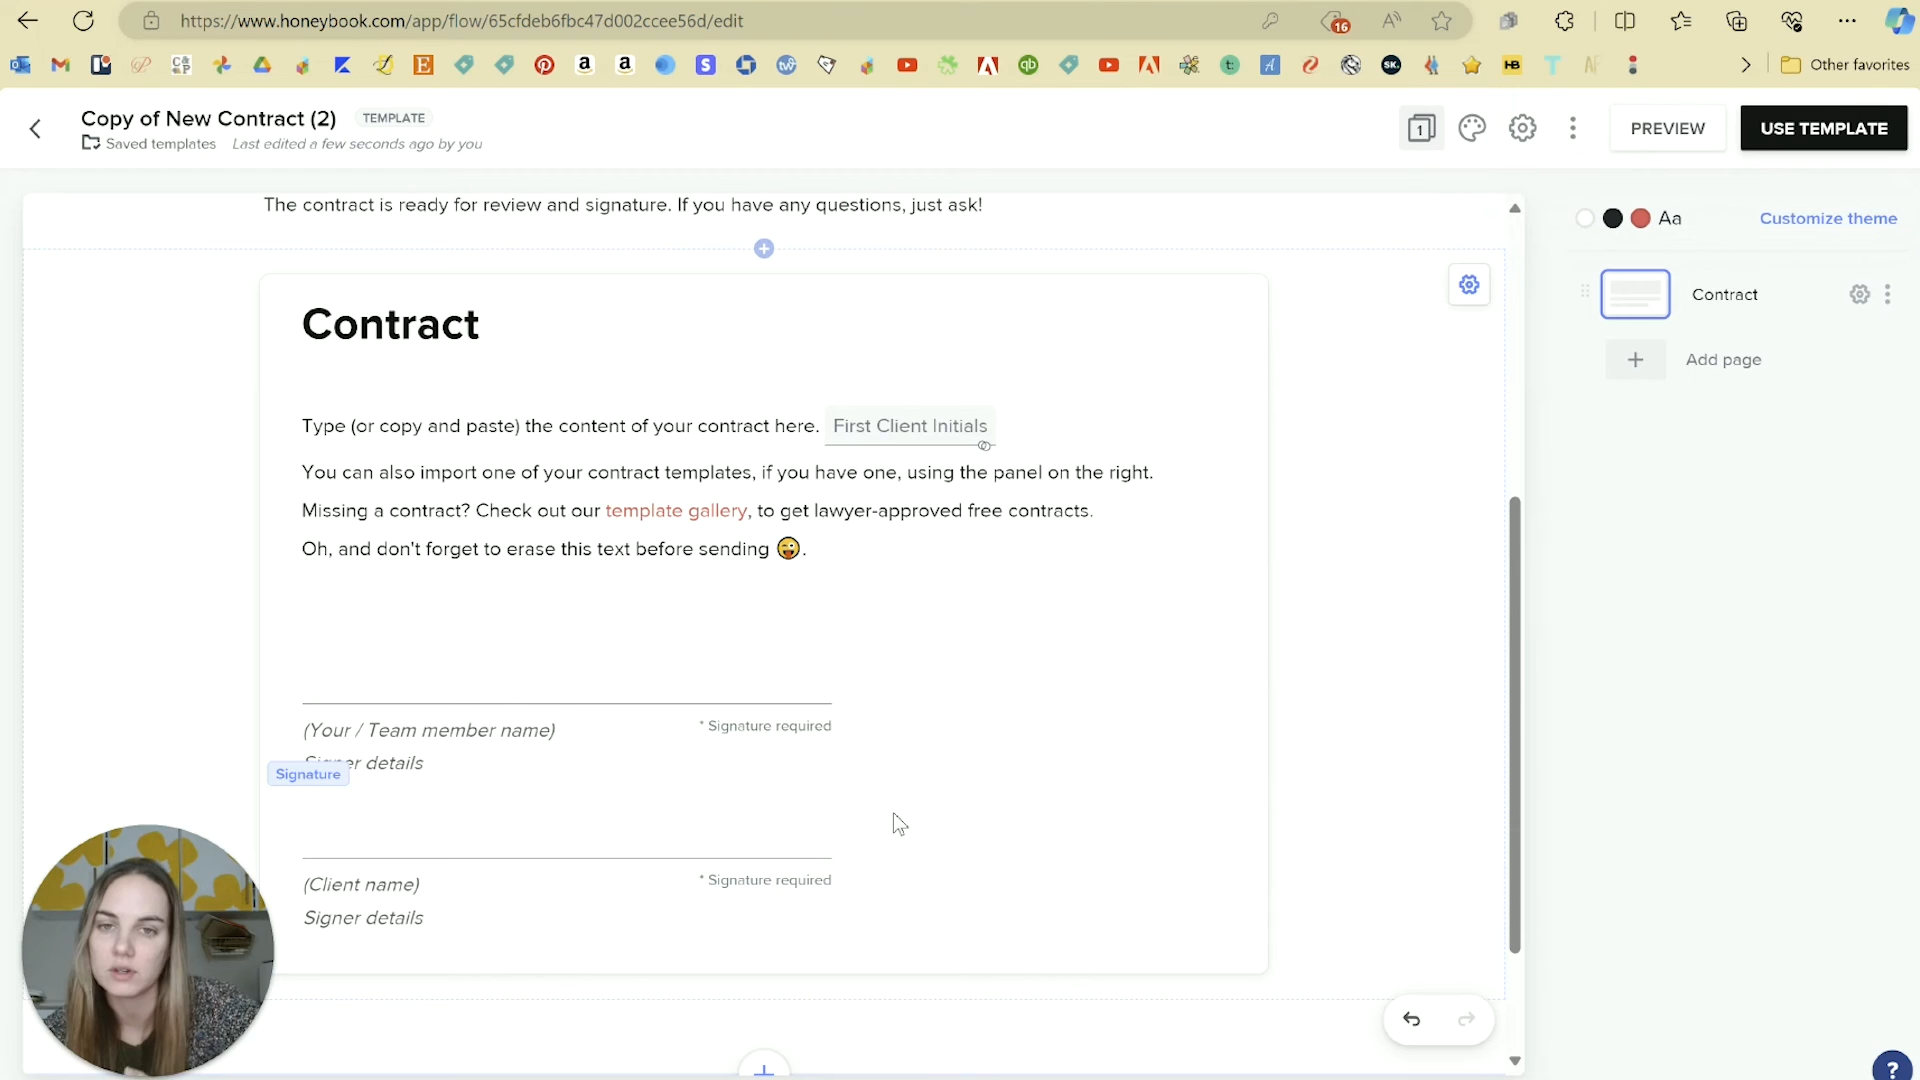 https://www.honeybook.com/app/flow/65cfdeb6fbc47d002ccee56d/edit
16
Other favorites
Copy of New Contract (2)
TEMPLATE
Saved templates
Last edited a few seconds ago by you
1
PREVIEW
USE TEMPLATE
The contract is ready for review and signature. If you have any questions, just ask!
Aa
Customize theme
Contract
Add page
Contract
Type (or copy and paste) the content of your contract here. First Client Initials
You can also import one of your contract templates, if you have one, using the panel on the right.
Missing a contract? Check out our template gallery, to get lawyer-approved free contracts.
Oh, and don't forget to erase this text before sending 😜.
(Your / Team member name)
* Signature required
Signer details
Signature
(Client name)
* Signature required
Signer details
?